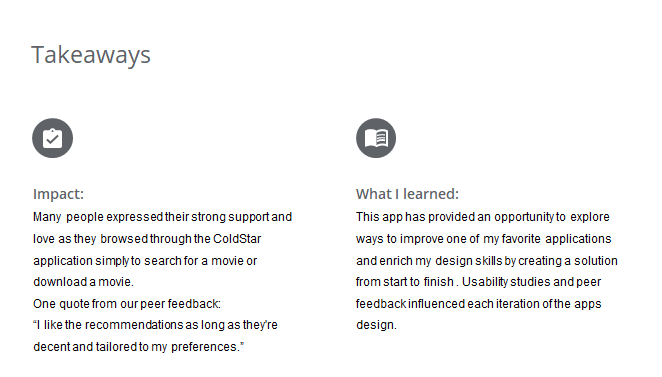 Takeaways
Impact:
Many people expressed their strong support and
love as they browsed through the ColdStar
application simply to search for a movie or
download a movie.
One quote from our peer feedback:
“I like the recommendations as long as they're
decent and tailored to my preferences.”
What I learned:
This app has provided an opportunity to explore
ways to improve one of my favorite applications
and enrich my design skills by creating a solution
from start to finish . Usability studies and peer
feedback influenced each iteration of the apps
design.